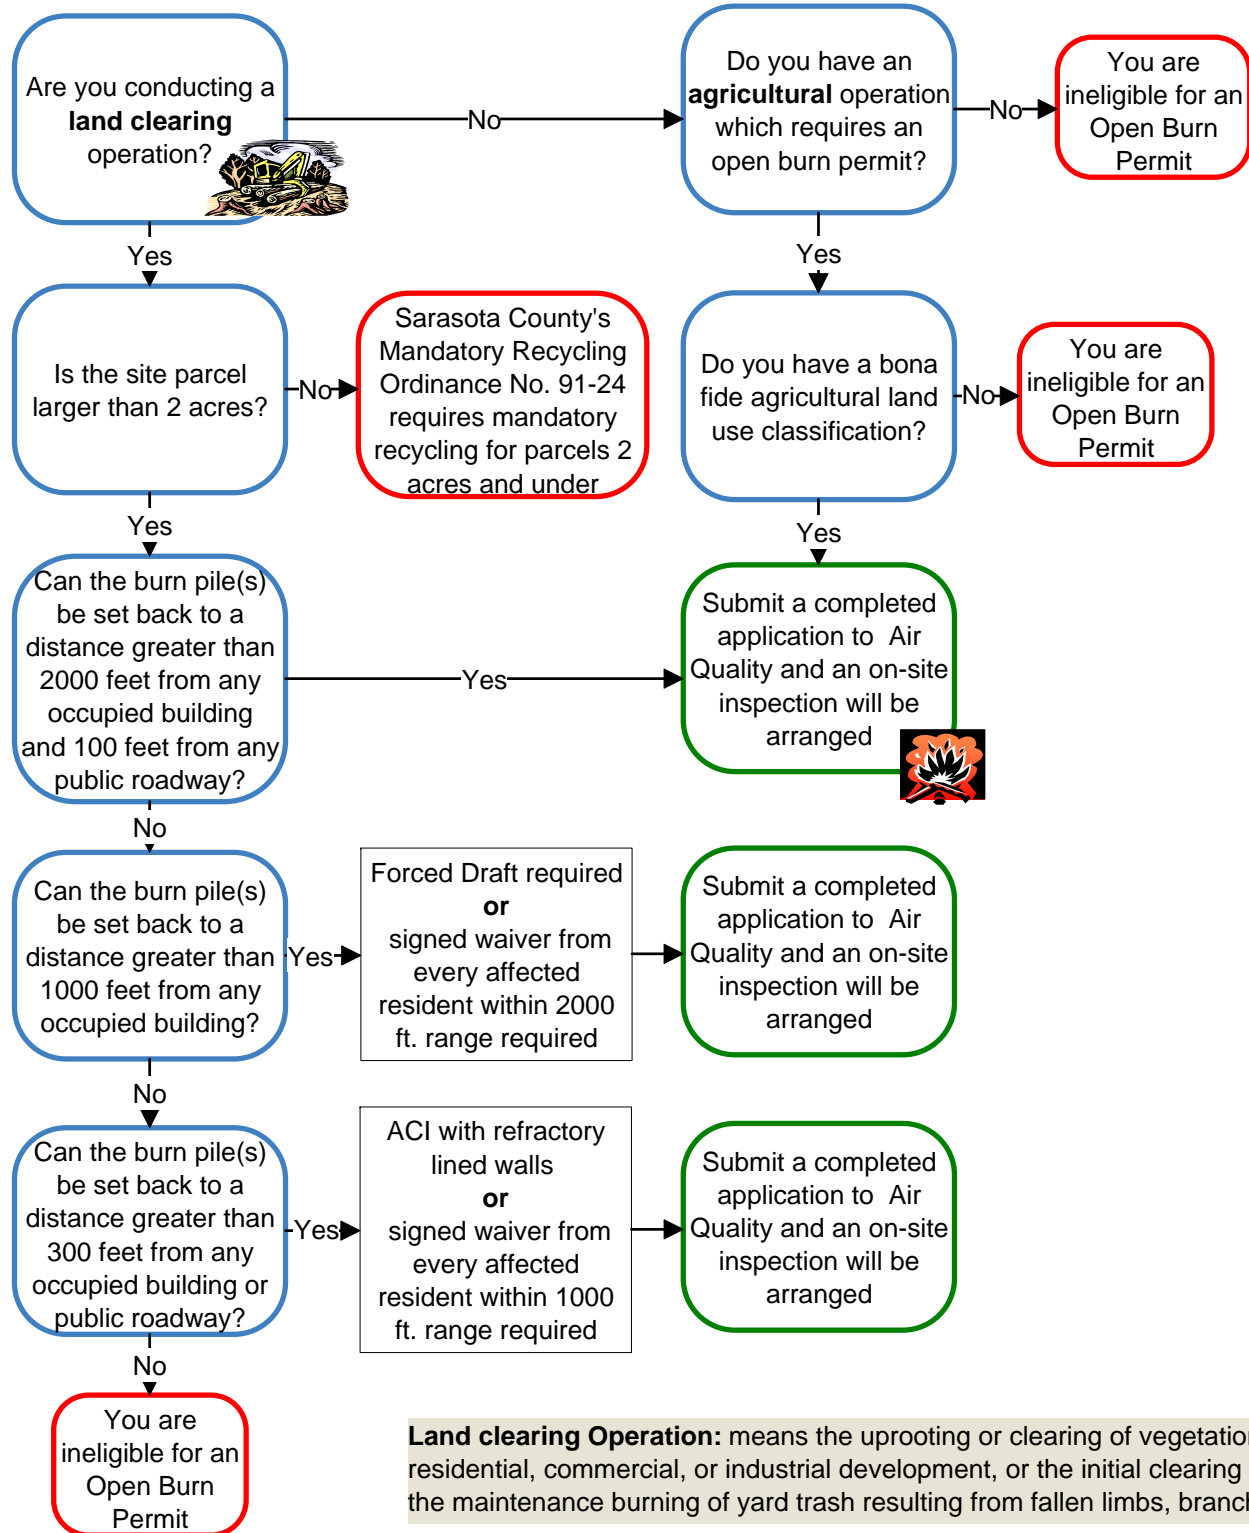 Are you conducting a
land clearing
operation?
No
Do you have an
agricultural operation
which requires an
open burn permit?
No
You are
ineligible for an
Open Burn
Permit
Yes
Yes
Is the site parcel
larger than 2 acres?
No
Sarasota County's
Mandatory Recycling
Ordinance No. 91-24
requires mandatory
recycling for parcels 2
acres and under
Do you have a bona
fide agricultural land
use classification?
No
You are
ineligible for an
Open Burn
Permit
Yes
Yes
Can the burn pile(s)
be set back to a
distance greater than
2000 feet from any
occupied building
and 100 feet from any
public roadway?
Yes
Submit a completed
application to Air
Quality and an on-site
inspection will be
arranged
No
Can the burn pile(s)
be set back to a
distance greater than
1000 feet from any
occupied building?
Yes
Forced Draft required
or
signed waiver from
every affected
resident within 2000
ft. range required
Submit a completed
application to Air
Quality and an on-site
inspection will be
arranged
No
Can the burn pile(s)
be set back to a
distance greater than
300 feet from any
occupied building or
public roadway?
Yes
ACI with refractory
lined walls
or
signed waiver from
every affected
resident within 1000
ft. range required
Submit a completed
application to Air
Quality and an on-site
inspection will be
arranged
No
You are
ineligible for an
Open Burn
Permit
Land clearing Operation: means the uprooting or clearing of vegetation
residential, commercial, or industrial development, or the initial clearing
the maintenance burning of yard trash resulting from fallen limbs, branch